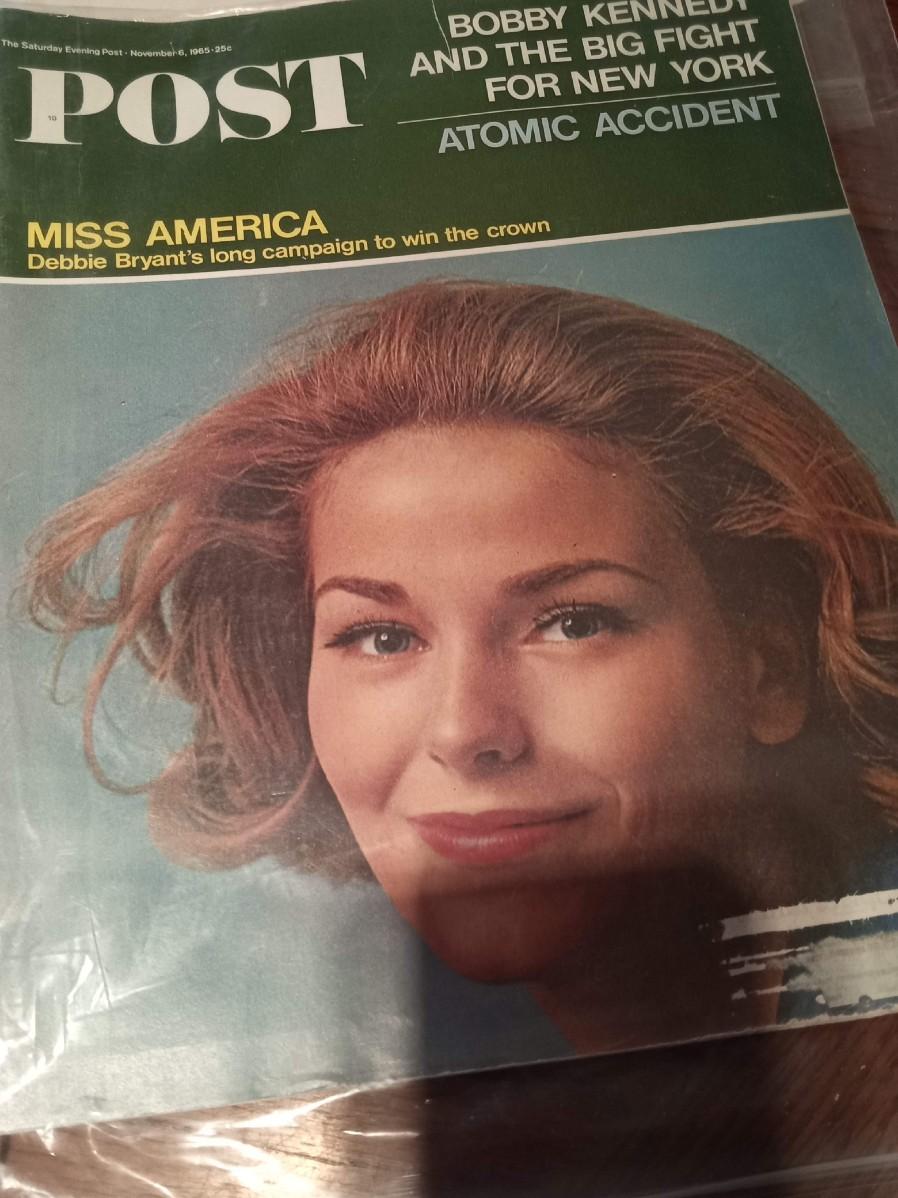 The Saturday Evening Post · November 6, 1965 · 25c
POST
19
BOBBY KENNEDY
AND THE BIG FIGHT
FOR NEW YORK
ATOMIC ACCIDENT
MISS AMERICA
Debbie Bryant's long campaign to win the crown